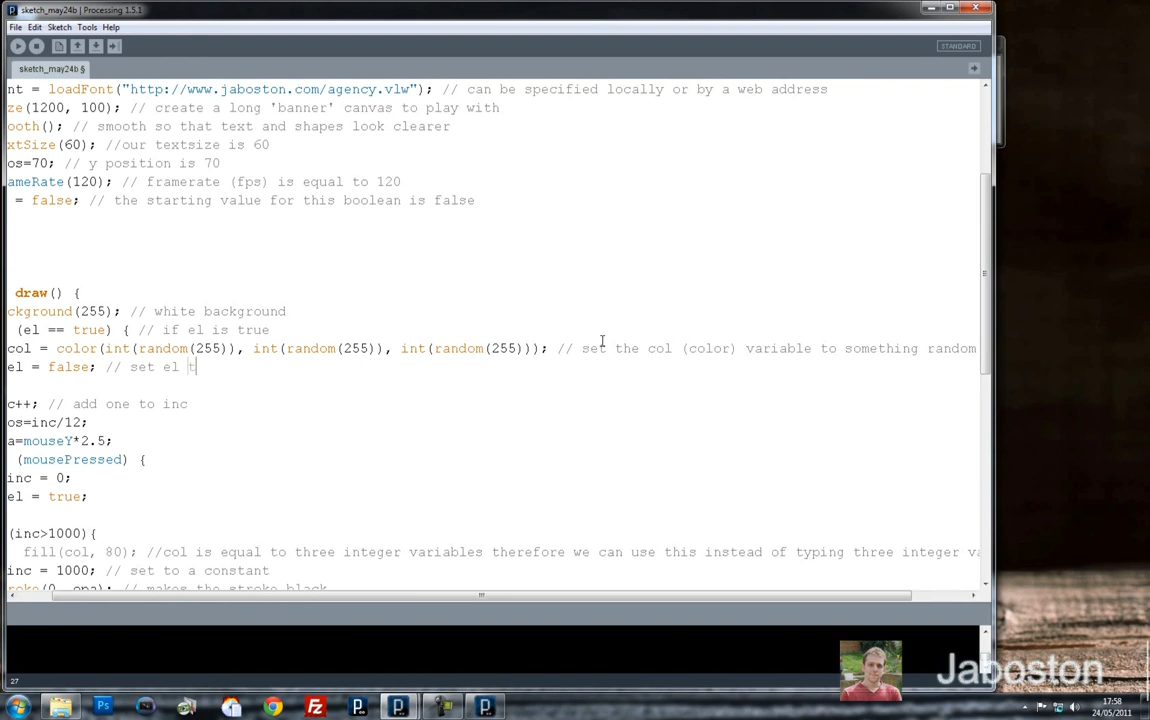 sketch_may24b | Processing 1.5.1
File Edit Sketch Tools Help
STANDARD
sketch_may24b §
nt = loadFont("http://www.jaboston.com/agency.vlw"); // can be specified locally or by a web address
ze(1200, 100); // create a long 'banner' canvas to play with
ooth(); // smooth so that text and shapes look clearer
xtSize(60); //our textsize is 60
os=70; // y position is 70
ameRate(120); // framerate (fps) is equal to 120
= false; // the starting value for this boolean is false
draw() {
ckground(255); // white background
(el == true) { // if el is true
col = color(int(random(255)), int(random(255)), int(random(255))); // set the col (color) variable to something random
el = false; // set el t
c++; // add one to inc
os=inc/12;
a=mouseY*2.5;
(mousePressed) {
inc = 0;
el = true;
(inc>1000){
fill(col, 80); //col is equal to three integer variables therefore we can use this instead of typing three integer va
inc = 1000; // set to a constant
roke(0, opa); // makes the stroke black
27
Jaboston
17:58
24/05/2011